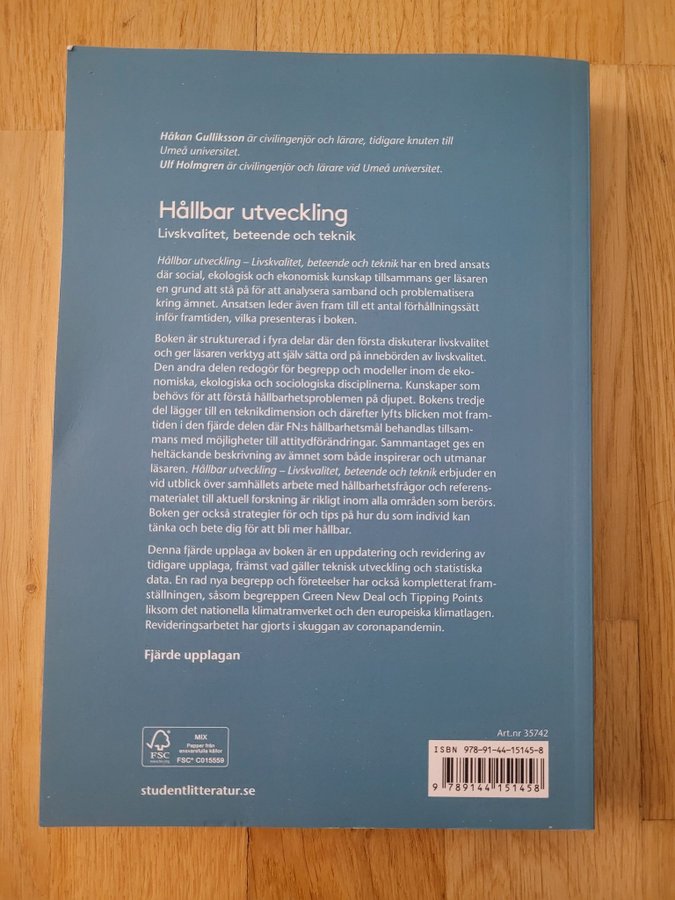 Håkan Gulliksson är civilingenjör och lärare, tidigare knuten till
Umeå universitet.
Ulf Holmgren är civilingenjör och lärare vid Umeå universitet.
Hållbar utveckling
Livskvalitet, beteende och teknik
Hållbar utveckling – Livskvalitet, beteende och teknik har en bred ansats
där social, ekologisk och ekonomisk kunskap tillsammans ger läsaren
en grund att stå på för att analysera samband och problematisera
kring ämnet. Ansatsen leder även fram till ett antal förhållningssätt
inför framtiden, vilka presenteras i boken.
Boken är strukturerad i fyra delar där den första diskuterar livskvalitet
och ger läsaren verktyg att själv sätta ord på innebörden av livskvalitet.
Den andra delen redogör för begrepp och modeller inom de eko-
nomiska, ekologiska och sociologiska disciplinerna. Kunskaper som
behövs för att förstå hållbarhetsproblemen på djupet. Bokens tredje
del lägger till en teknikdimension och därefter lyfts blicken mot fram-
tiden i den fjärde delen där FN:s hållbarhetsmål behandlas tillsam-
mans med möjligheter till attitydförändringar. Sammantaget ges en
heltäckande beskrivning av ämnet som både inspirerar och utmanar
läsaren. Hållbar utveckling – Livskvalitet, beteende och teknik erbjuder en
vid utblick över samhällets arbete med hållbarhetsfrågor och referens-
materialet till aktuell forskning är rikligt inom alla områden som berörs.
Boken ger också strategier för och tips på hur du som individ kan
tänka och bete dig för att bli mer hållbar.
Denna fjärde upplaga av boken är en uppdatering och revidering av
tidigare upplaga, främst vad gäller teknisk utveckling och statistiska
data. En rad nya begrepp och företeelser har också kompletterat fram-
ställningen, såsom begreppen Green New Deal och Tipping Points
liksom det nationella klimatramverket och den europeiska klimatlagen.
Revideringsarbetet har gjorts i skuggan av coronapandemin.
Fjärde upplagan
FSC
www.fsc.org
MIX
Papper från
ansvarsfulla källor
FSC® C015559
studentlitteratur.se
Art.nr 35742
ISBN 978-91-44-15145-8
9 789144 151458